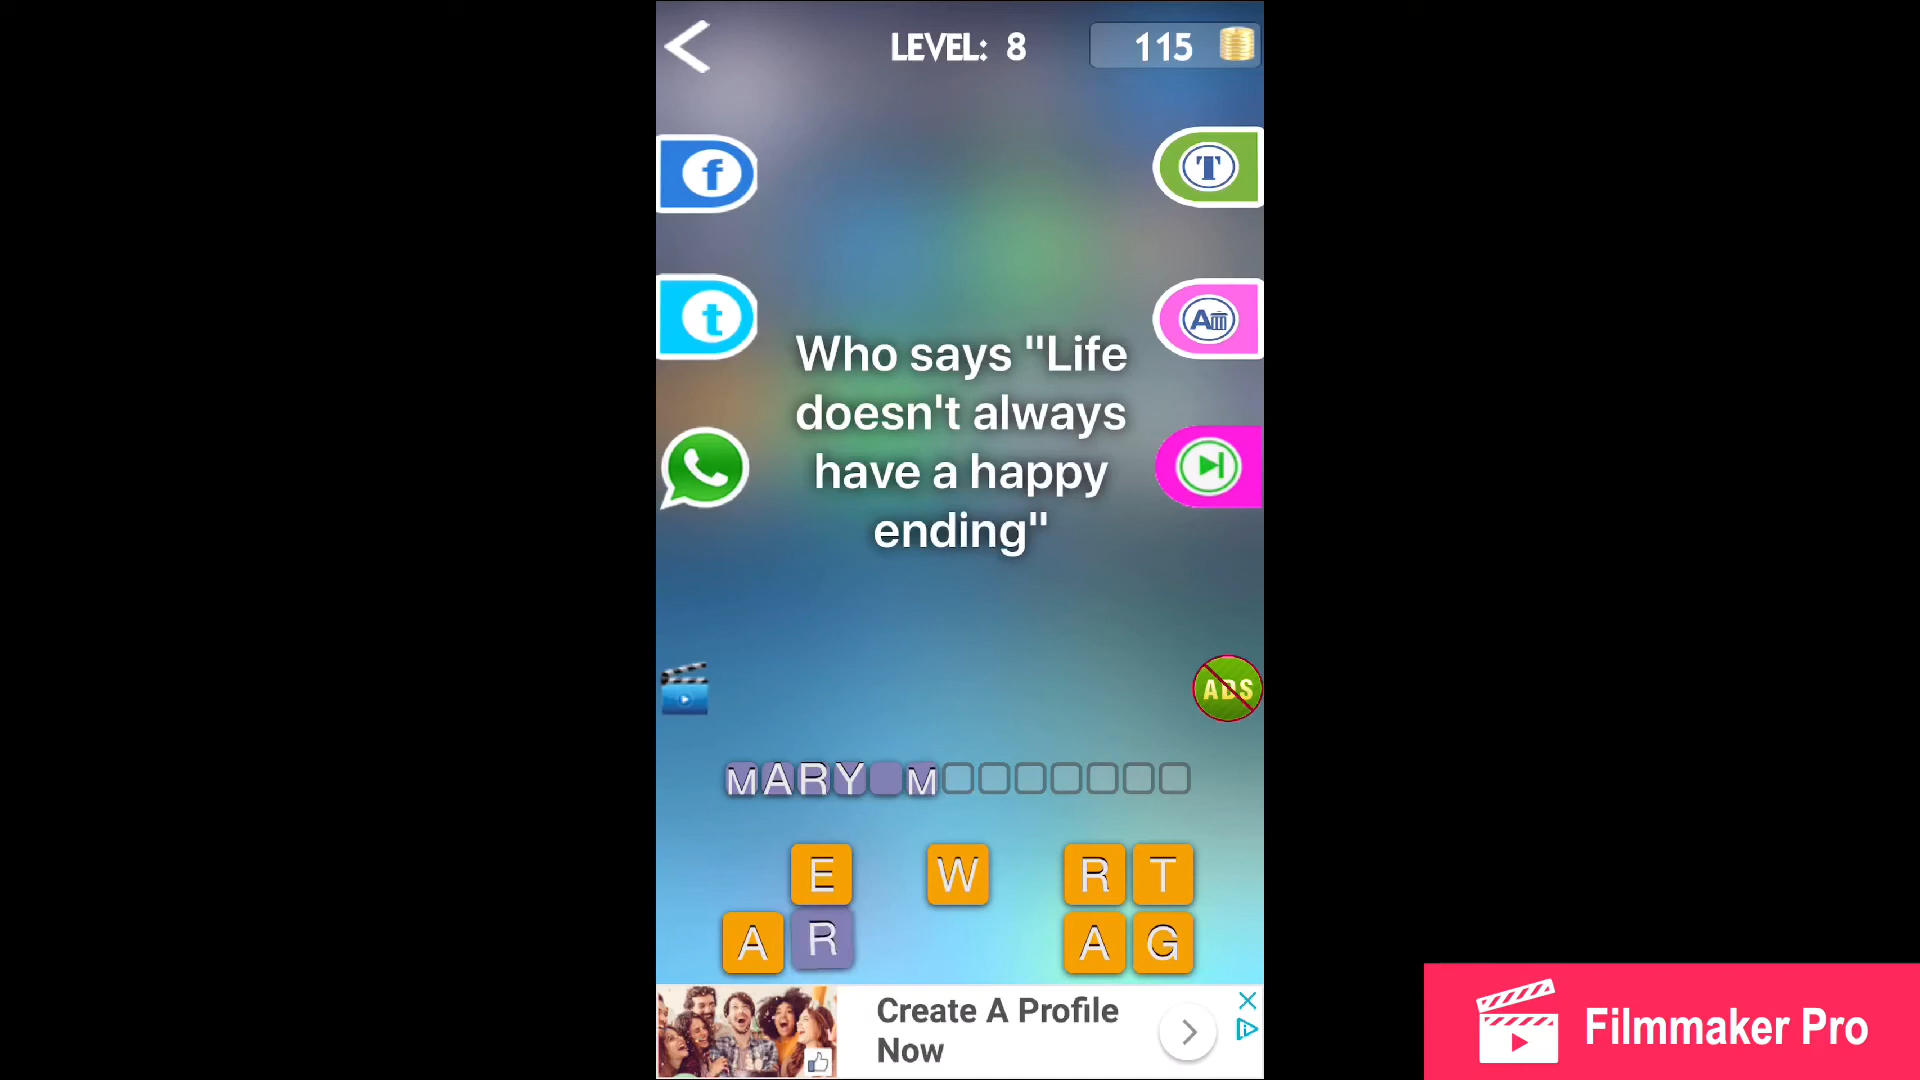 LEVEL: 8
115
f
T
t
A
Who says "Life
doesn't always
have a happy
ending"
ADS
MARY M
E W R T
A R A G
Create A Profile
Now
Filmmaker Pro